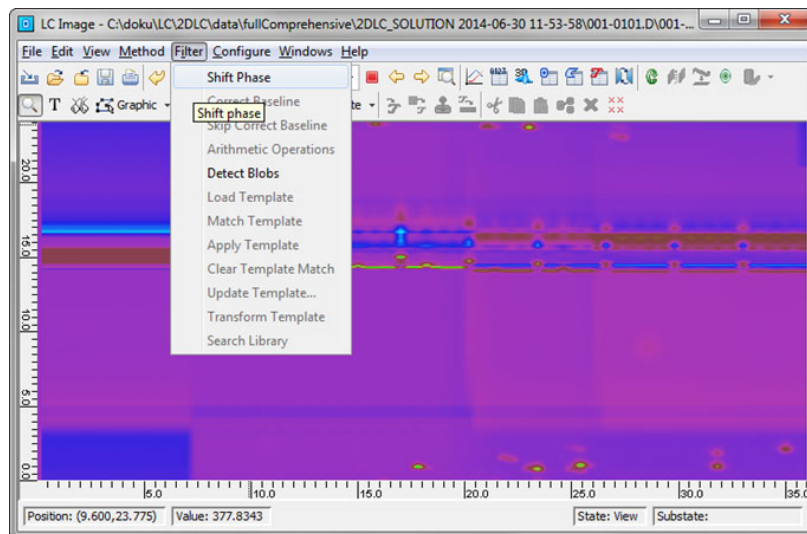 LC Image - C:\doku\LC\2DLC\data\fullComprehensive\2DLC_SOLUTION 2014-06-30 11-53-58\001-0101.D\001-...
File Edit View Method Filter Configure Windows Help
Shift Phase
T Graphic
Correct Baseline
te
Shift phase
Skip Correct Baseline
Arithmetic Operations
Detect Blobs
Load Template
Match Template
Apply Template
Clear Template Match
Update Template...
Transform Template
Search Library
20.0
15.0
10.0
5.0
0.0
5.0 10.0 15.0 20.0 25.0 30.0 35.0
Position: (9.600,23.775) Value: 377.8343 State: View Substate: